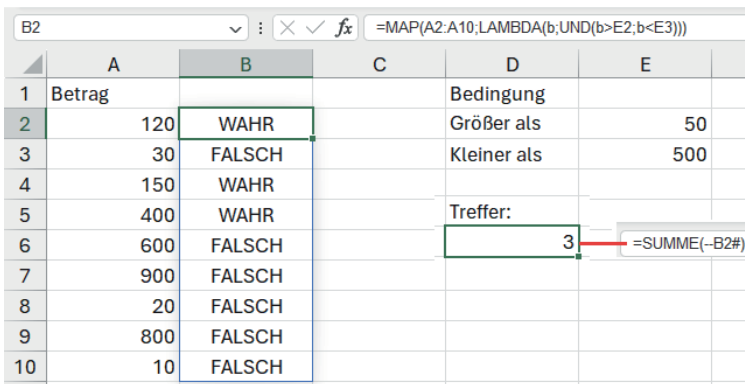 B2 fx =MAP(A2:A10;LAMBDA(b;UND(b>E2;b<E3)))
A B C D E
1 Betrag Bedingung
2 120 WAHR Größer als 50
3 30 FALSCH Kleiner als 500
4 150 WAHR
5 400 WAHR Treffer:
6 600 FALSCH 3 =SUMME(--B2#)
7 900 FALSCH
8 20 FALSCH
9 800 FALSCH
10 10 FALSCH